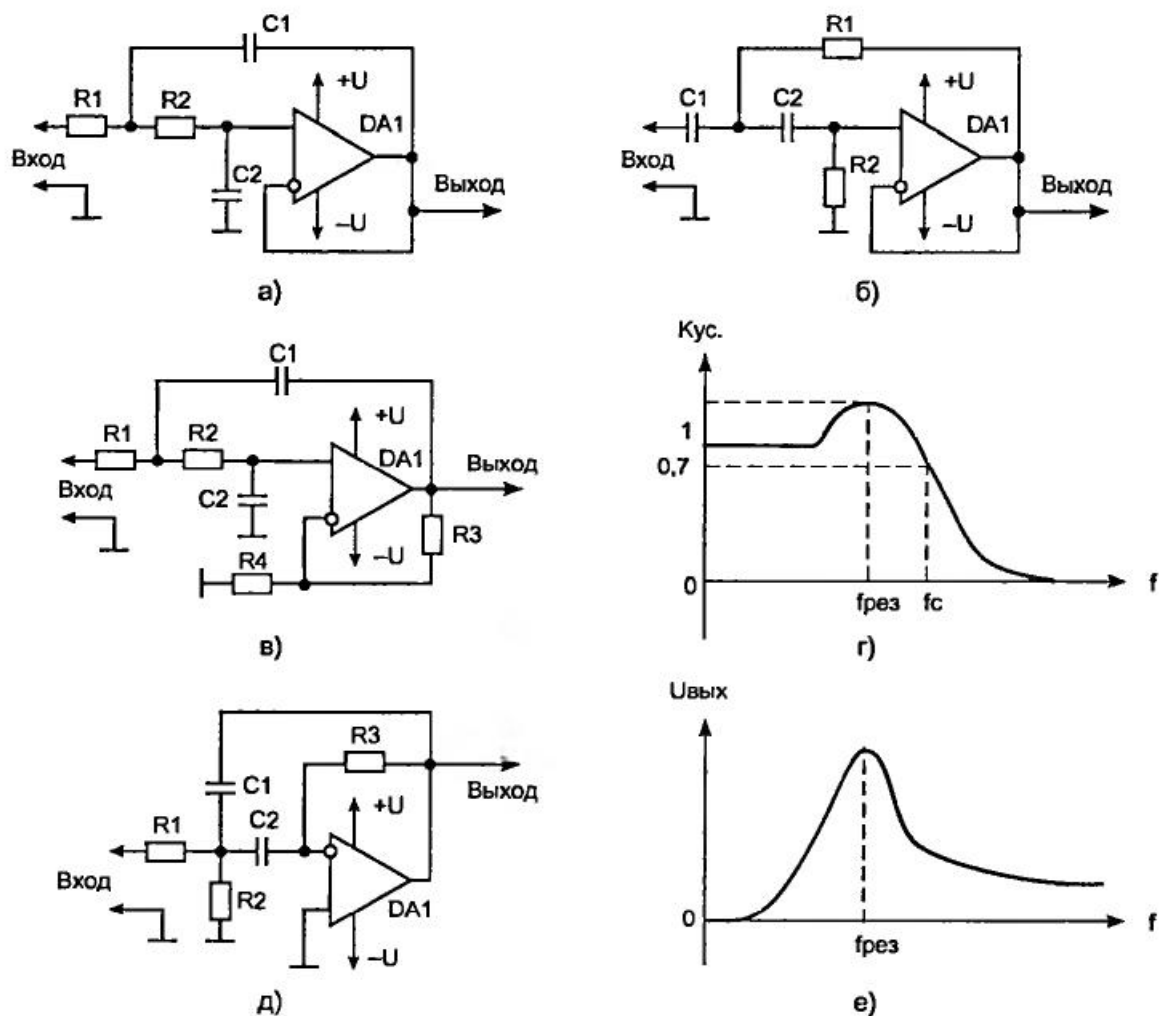 C1
R1
R2
+U
DA1
Вход
C2
–U
Выход
а)
R1
C1
C2
+U
DA1
Вход
R2
–U
Выход
б)
C1
R1
R2
+U
DA1
Выход
Вход
C2
–U
R3
R4
в)
Кус.
1
0,7
0
fрез
fс
f
г)
R3
C1
Выход
+U
R1
C2
Вход
R2
DA1
–U
д)
Uвых
0
fрез
f
е)